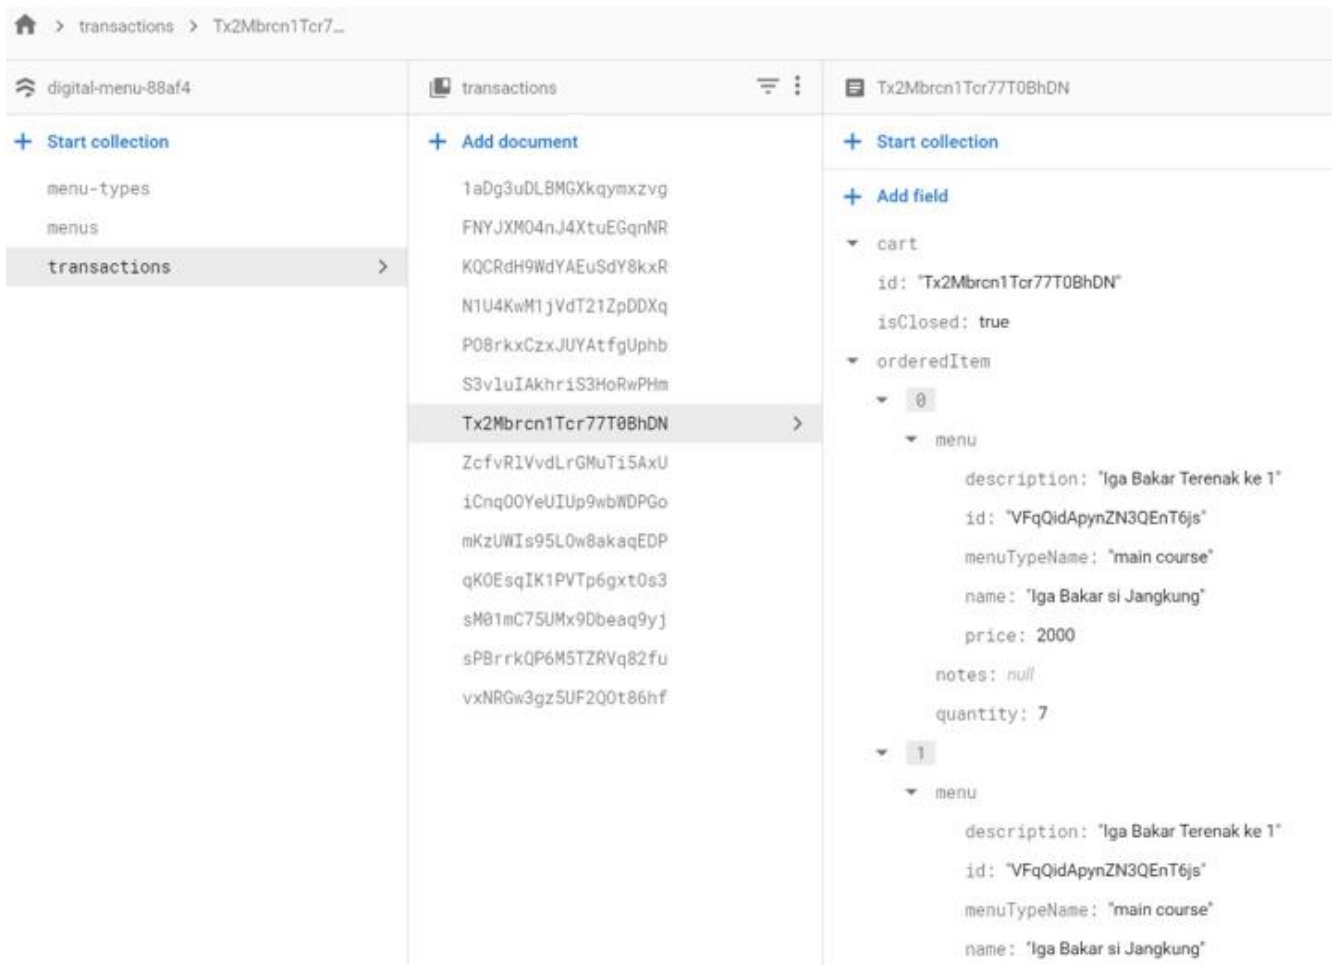 transactions Tx2Mbrcn1Tcr7...
digital-menu-88af4
Start collection
menu-types
menus
transactions
transactions
Add document
1aDg3uDLBMGXkqymxzvg
FNYJXMO4nJ4XtuEGqnNR
KQCRdH9WdYAEuSdY8kxR
N1U4KwM1jVdT21ZpDDXq
PO8rkxCzxJUYAtfgUphb
S3vluIAkhriS3HoRwPHm
Tx2Mbrcn1Tcr77T0BhDN
ZcfvRlVvdLrGMuTi5AxU
iCnqOOYeUIUp9wbWDPGo
mKzUWIs95LOw8akaqEDP
qKOEsqIK1PVTp6gxtOs3
sM01mC75UMx9Dbeaq9yj
sPBrrkQP6M5TZRVq82fu
vxNRGw3gz5UF2QOt86hf
Tx2Mbrcn1Tcr77T0BhDN
Start collection
Add field
cart
id: "Tx2Mbrcn1Tcr77T0BhDN"
isClosed: true
orderedItem
0
menu
description: "Iga Bakar Terenak ke 1"
id: "VFqQidApynZN3QEnT6js"
menuTypeName: "main course"
name: "Iga Bakar si Jangkung"
price: 2000
notes: null
quantity: 7
1
menu
description: "Iga Bakar Terenak ke 1"
id: "VFqQidApynZN3QEnT6js"
menuTypeName: "main course"
name: "Iga Bakar si Jangkung"